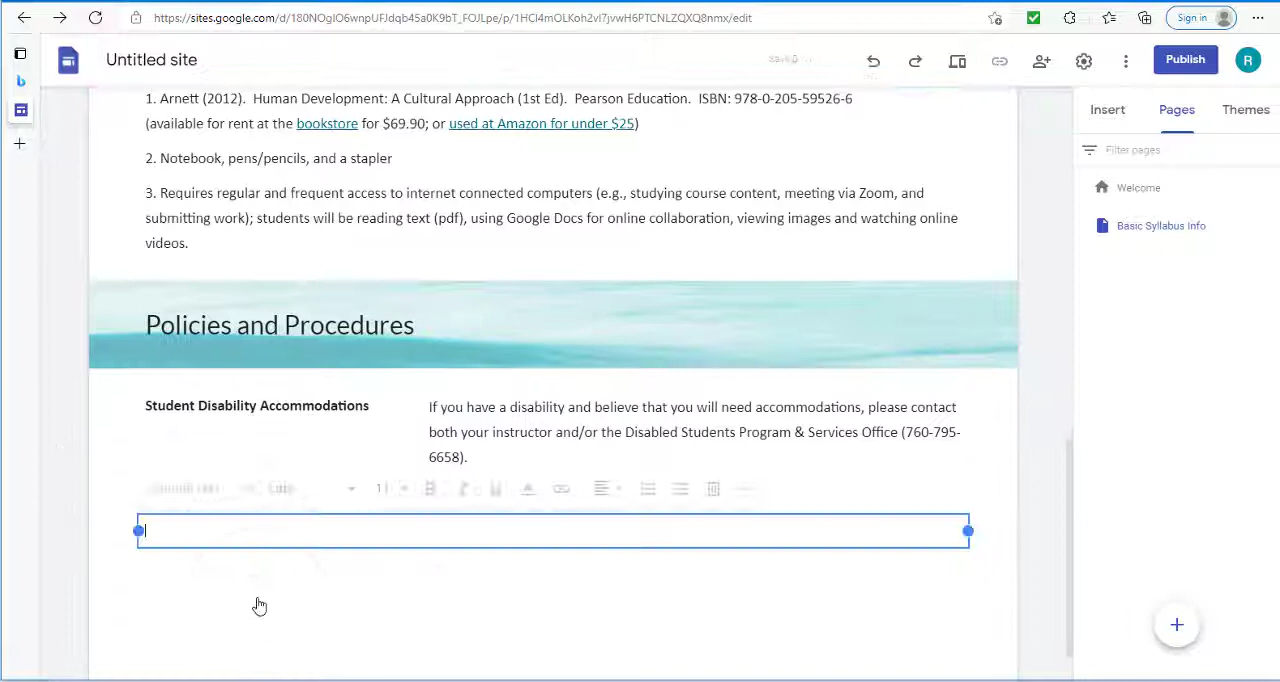 https://sites.google.com/d/180NOgIO6wnpUFJdqb45a0K9bT_FOJLpe/p/1HCl4mOLKoh2vI7jvwH6PTCNLZQXQ8nmx/edit
Sign in
Untitled site
Publish
R
Insert Pages Themes
1. Arnett (2012). Human Development: A Cultural Approach (1st Ed). Pearson Education. ISBN: 978-0-205-59526-6
(available for rent at the bookstore for $69.90; or used at Amazon for under $25)
Filter pages
2. Notebook, pens/pencils, and a stapler
Welcome
3. Requires regular and frequent access to internet connected computers (e.g., studying course content, meeting via Zoom, and
submitting work); students will be reading text (pdf), using Google Docs for online collaboration, viewing images and watching online
videos.
Basic Syllabus Info
Policies and Procedures
Student Disability Accommodations
If you have a disability and believe that you will need accommodations, please contact
both your instructor and/or the Disabled Students Program & Services Office (760-795-
6658).